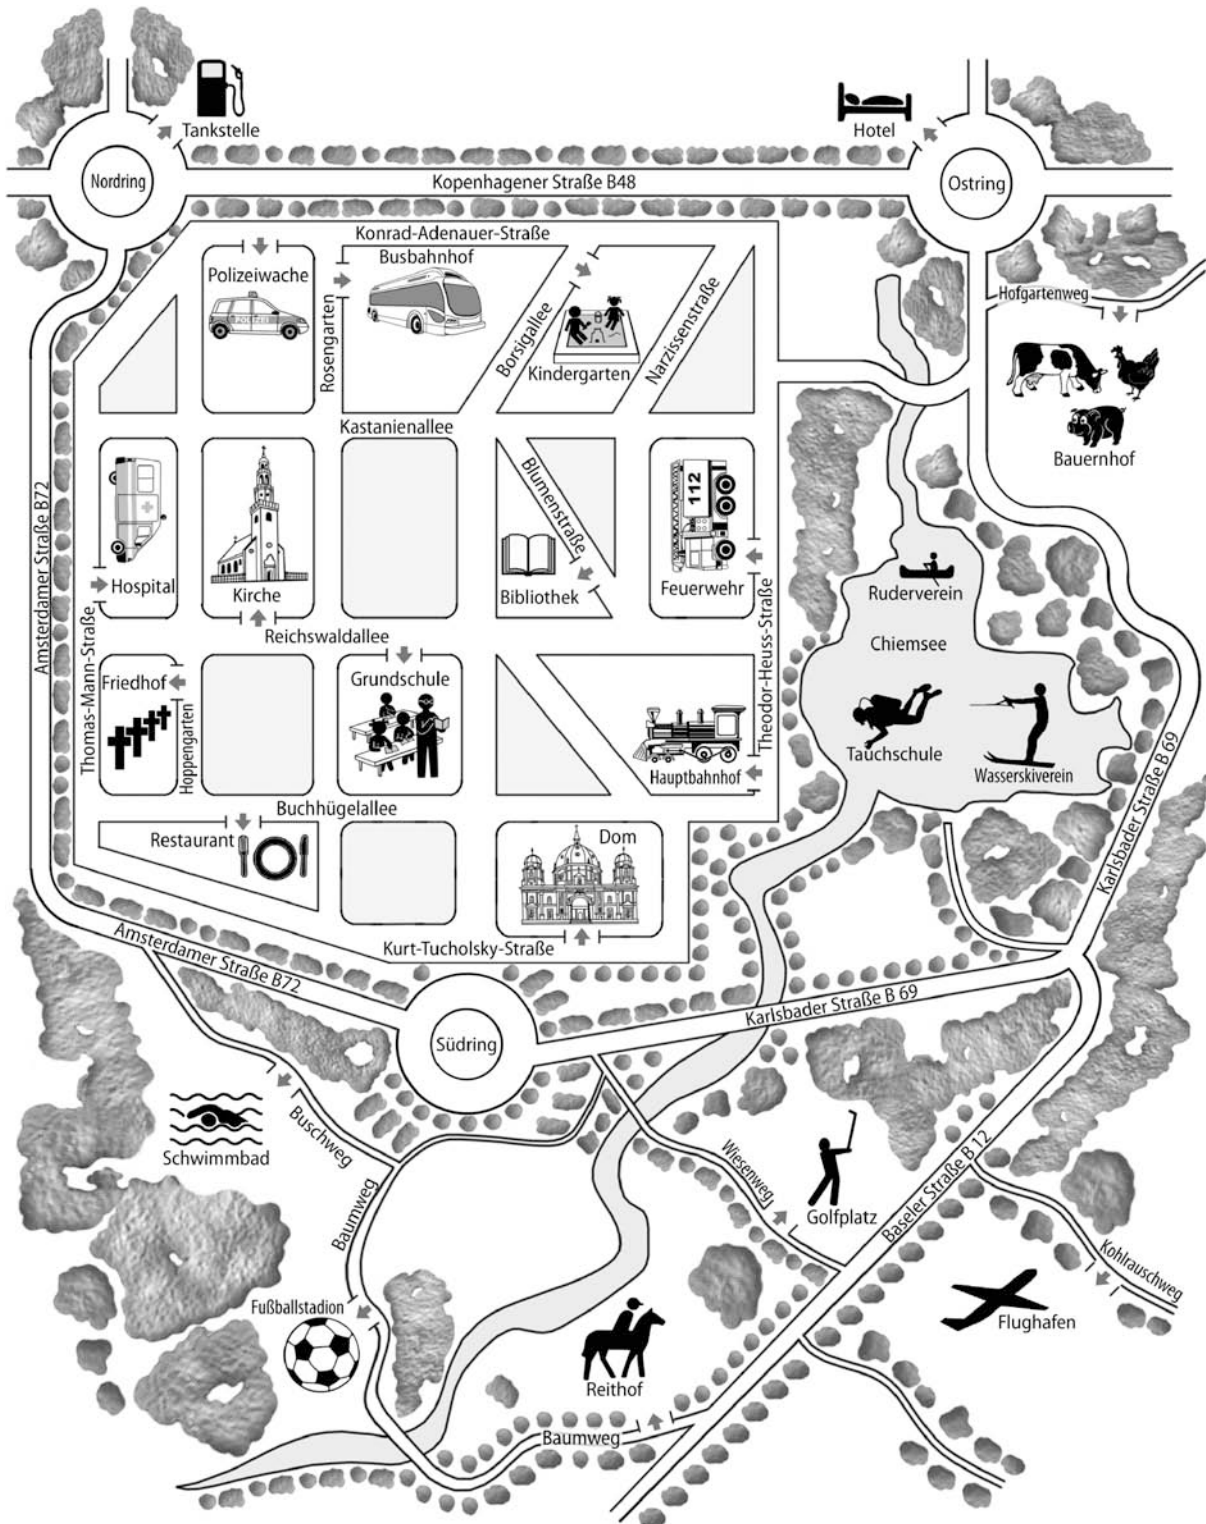 Tankstelle
Hotel
Nordring
Kopenhagener Straße B48
Ostring
Konrad-Adenauer-Straße
Polizeiwache
Busbahnhof
POLIZEI
Rosengarten
Borsigallee
Kindergarten
Narzissenstraße
Hofgartenweg
Bauernhof
Kastanienallee
Amsterdamer Straße B72
Hospital
Kirche
Blumenstraße
Bibliothek
112
Feuerwehr
Ruderverein
Chiemsee
Reichswaldallee
Thomas-Mann-Straße
Friedhof
Hoppengarten
Grundschule
Theodor-Heuss-Straße
Hauptbahnhof
Tauchschule
Wasserskiverein
Karlsbader Straße B 69
Buchhügelallee
Restaurant
Dom
Kurt-Tucholsky-Straße
Amsterdamer Straße B72
Südring
Karlsbader Straße B 69
Schwimmbad
Buschweg
Baumweg
Wiesenweg
Golfplatz
Baseler Straße B 12
Kohlrauschweg
Flughafen
Fußballstadion
Reithof
Baumweg